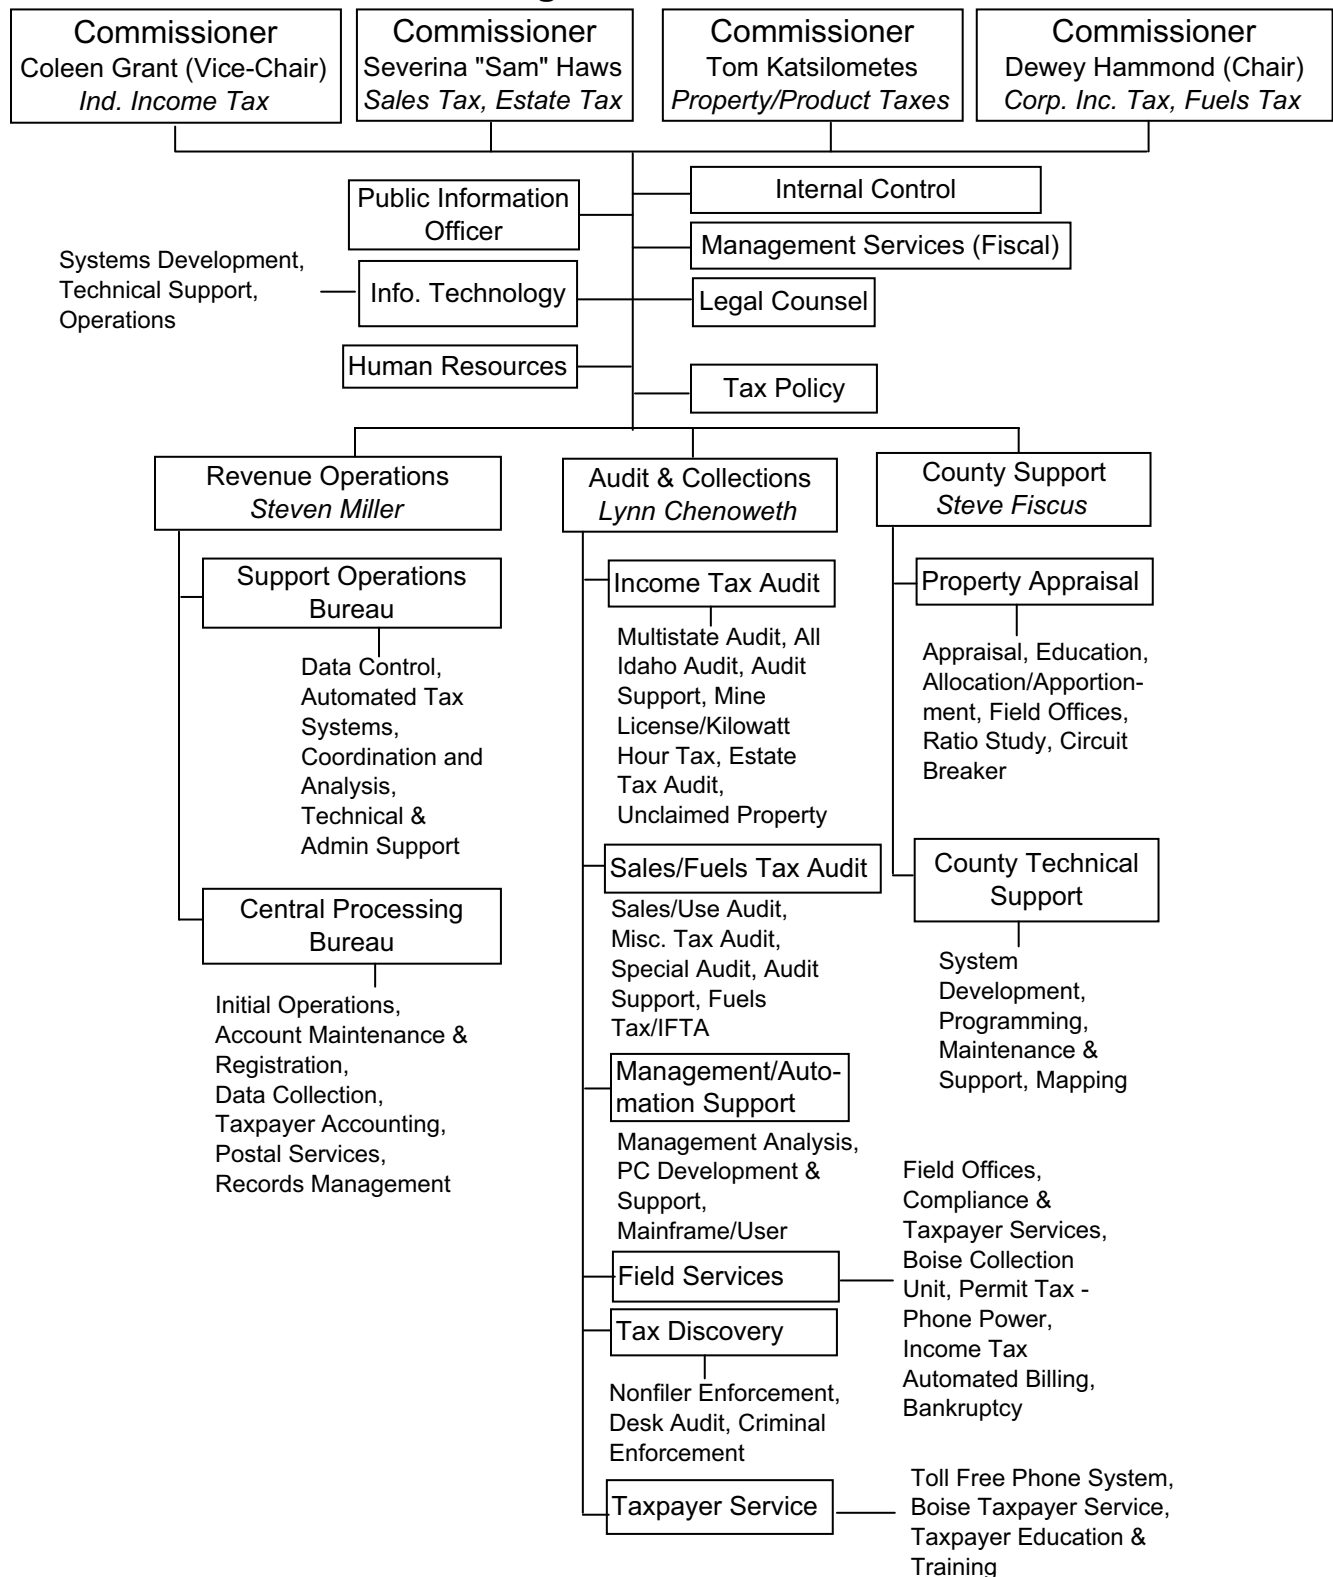 Commissioner
Coleen Grant (Vice-Chair)
Ind. Income Tax
Commissioner
Severina "Sam" Haws
Sales Tax, Estate Tax
Commissioner
Tom Katsilometes
Property/Product Taxes
Commissioner
Dewey Hammond (Chair)
Corp. Inc. Tax, Fuels Tax
Public Information
Officer
Internal Control
Management Services (Fiscal)
Systems Development,
Technical Support,
Operations
Info. Technology
Legal Counsel
Human Resources
Tax Policy
Revenue Operations
Steven Miller
Support Operations
Bureau
Data Control,
Automated Tax
Systems,
Coordination and
Analysis,
Technical &
Admin Support
Central Processing
Bureau
Initial Operations,
Account Maintenance &
Registration,
Data Collection,
Taxpayer Accounting,
Postal Services,
Records Management
Audit & Collections
Lynn Chenoweth
Income Tax Audit
Multistate Audit, All
Idaho Audit, Audit
Support, Mine
License/Kilowatt
Hour Tax, Estate
Tax Audit,
Unclaimed Property
Sales/Fuels Tax Audit
Sales/Use Audit,
Misc. Tax Audit,
Special Audit, Audit
Support, Fuels
Tax/IFTA
Management/Auto-
mation Support
Management Analysis,
PC Development &
Support,
Mainframe/User
Field Services
Field Offices,
Compliance &
Taxpayer Services,
Boise Collection
Unit, Permit Tax -
Phone Power,
Income Tax
Automated Billing,
Bankruptcy
Tax Discovery
Nonfiler Enforcement,
Desk Audit, Criminal
Enforcement
Taxpayer Service
Toll Free Phone System,
Boise Taxpayer Service,
Taxpayer Education &
Training
County Support
Steve Fiscus
Property Appraisal
Appraisal, Education,
Allocation/Apportion-
ment, Field Offices,
Ratio Study, Circuit
Breaker
County Technical
Support
System
Development,
Programming,
Maintenance &
Support, Mapping